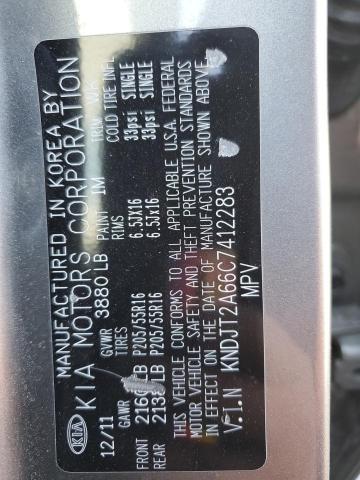 MANUFACTURED IN KOREA BY
KIA KIA MOTORS CORPORATION
12/11 GVWR 3880 LB PAINT 1M TRIM WK
GAWR TIRES RIMS COLD TIRE INFL
FRONT LB P205/55R16 6.5JX16 33psi SINGLE
REAR LB P205/55R16 6.5JX16 33psi SINGLE
THIS VEHICLE CONFORMS TO ALL APPLICABLE U.S.A. FEDERAL
MOTOR VEHICLE SAFETY AND THEFT PREVENTION STANDARDS
IN EFFECT ON THE DATE OF MANUFACTURE SHOWN ABOVE
V.I.N KNDJT2A66C7412283
MPV